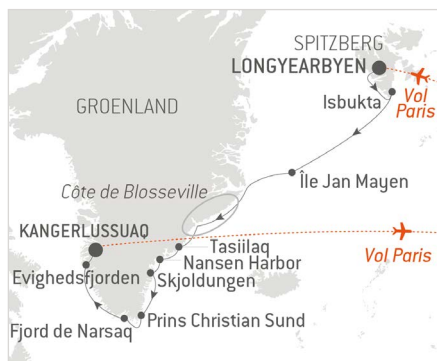 SPITZBERG
LONGYEARBYEN
Isbukta
Vol
Paris
GROENLAND
Île Jan Mayen
Côte de Blosseville
KANGERLUSSUAQ
Tasiilaq
Vol Paris
Nansen Harbor
Evighedsfjorden
Skjoldungen
Prins Christian Sund
Fjord de Narsaq